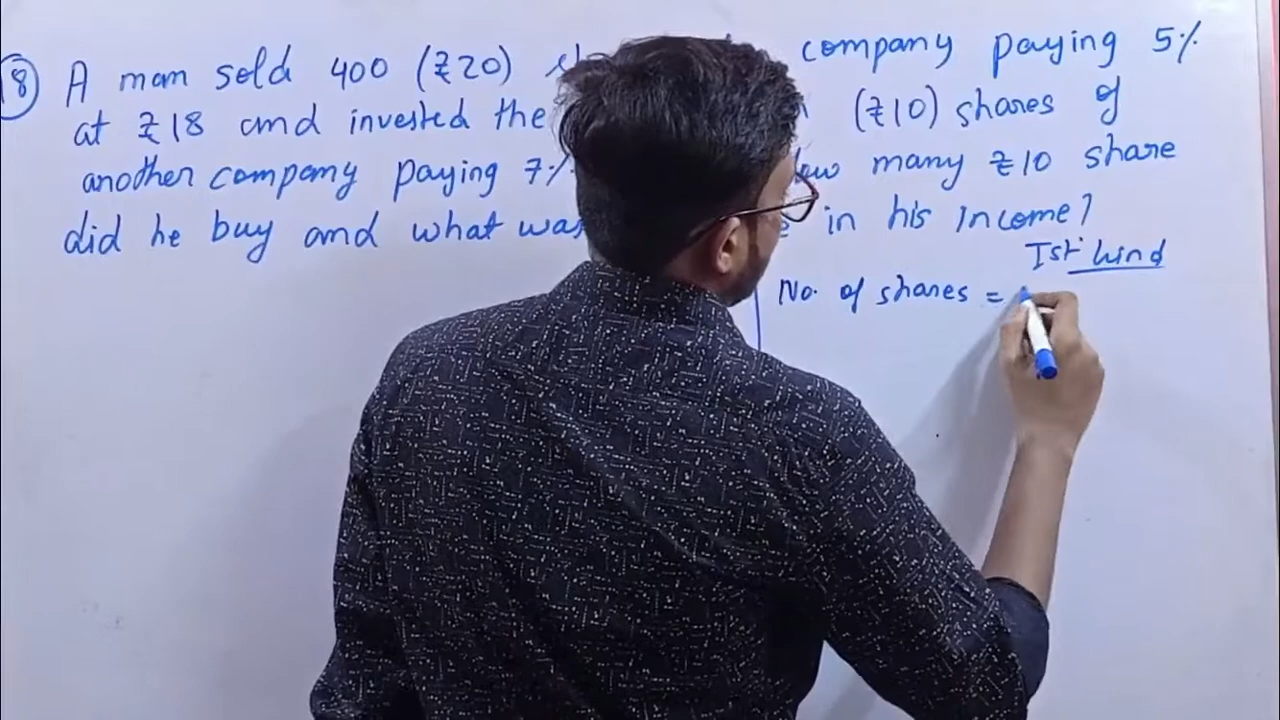 18 A man sold 400 (₹20) company paying 5%
at ₹18 and invested the (₹10) shares of
another company paying 7% many ₹10 share
did he buy and what was in his income?
Ist kind
No. of shares =